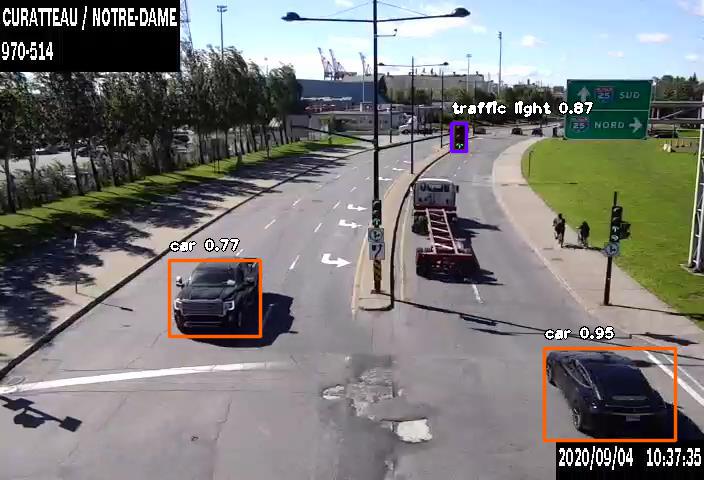 CURATTEAU / NOTRE-DAME
970-514
traffic light 0.87
25 SUD
25 NORD
car 0.77
car 0.95
2020/09/04 10:37:35